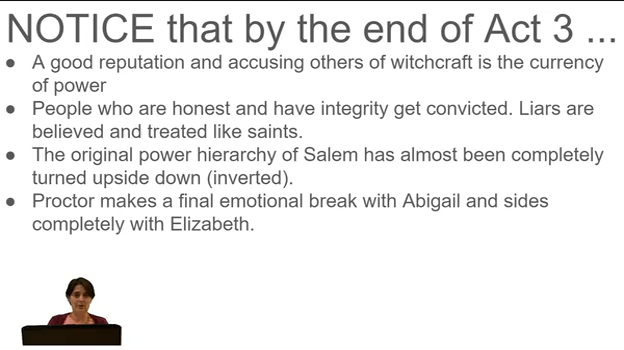 NOTICE that by the end of Act 3 ...
● A good reputation and accusing others of witchcraft is the currency
of power
● People who are honest and have integrity get convicted. Liars are
believed and treated like saints.
● The original power hierarchy of Salem has almost been completely
turned upside down (inverted).
● Proctor makes a final emotional break with Abigail and sides
completely with Elizabeth.